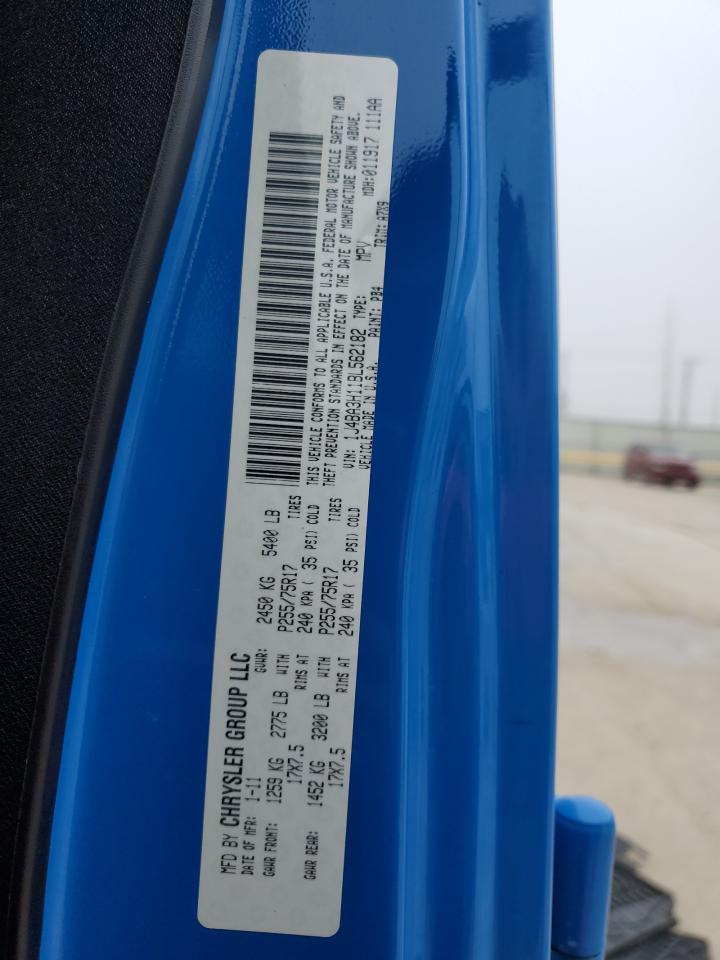 MFD BY CHRYSLER GROUP LLC
DATE OF MFR: 1-11 GVWR: 2450 KG 5400 LB
GAWR FRONT: 1259 KG 2775 LB WITH P255/75R17 TIRES
17X7.5 RIMS AT 240 KPA ( 35 PSI) COLD
GAWR REAR: 1452 KG 3200 LB WITH P255/75R17 TIRES
17X7.5 RIMS AT 240 KPA ( 35 PSI) COLD
THIS VEHICLE CONFORMS TO ALL APPLICABLE U.S.A. FEDERAL MOTOR VEHICLE SAFETY AND
THEFT PREVENTION STANDARDS IN EFFECT ON THE DATE OF MANUFACTURE SHOWN ABOVE.
VIN: 1J4BA3H11BL562182 TYPE: MPV MDH:011917 111AA
VEHICLE MADE IN U.S.A. PAINT: PB4 TRIM: A7X9